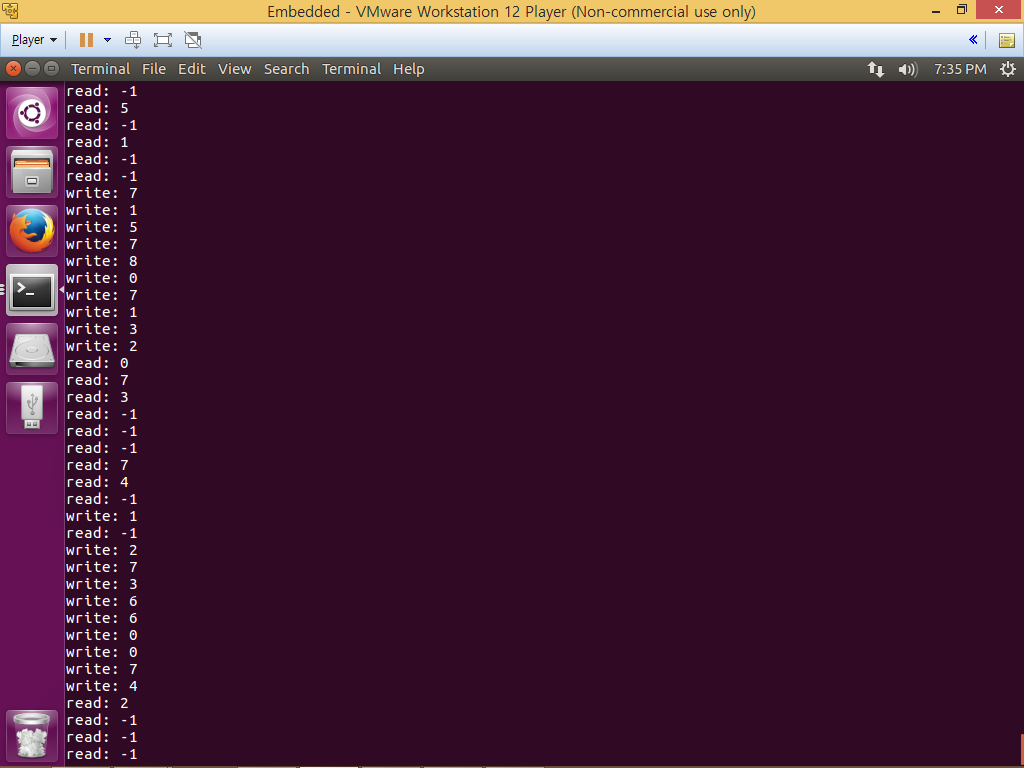 Embedded - VMware Workstation 12 Player (Non-commercial use only)
Player
Terminal File Edit View Search Terminal Help 7:35 PM
read: -1
read: 5
read: -1
read: 1
read: -1
read: -1
write: 7
write: 1
write: 5
write: 7
write: 8
write: 0
write: 7
write: 1
write: 3
write: 2
read: 0
read: 7
read: 3
read: -1
read: -1
read: -1
read: 7
read: 4
read: -1
write: 1
read: -1
write: 2
write: 7
write: 3
write: 6
write: 6
write: 0
write: 0
write: 7
write: 4
read: 2
read: -1
read: -1
read: -1